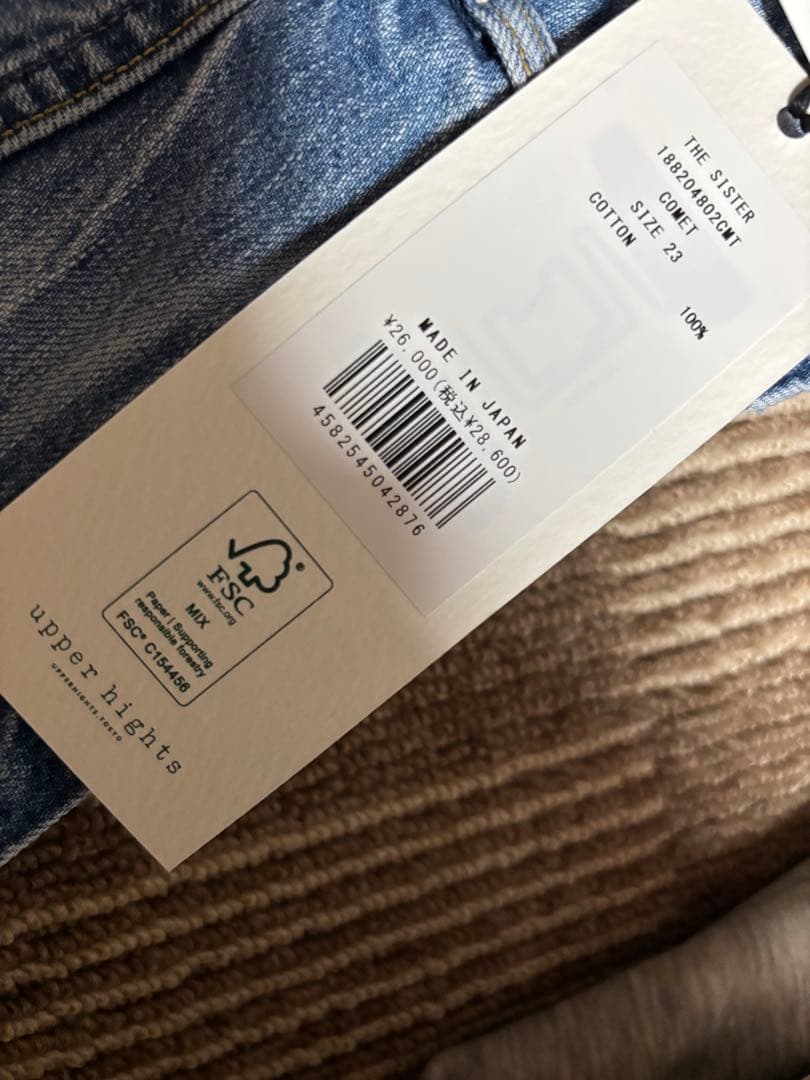 THE SISTER
188204802CMT
COMET
SIZE 23
COTTON 100%
MADE IN JAPAN
¥26,000(税込¥28,600)
4582545042876
FSC®
www.fsc.org
MIX
Paper | Supporting
responsible forestry
FSC® C154456
upper hights
UPPERHIGHTS.TOKYO